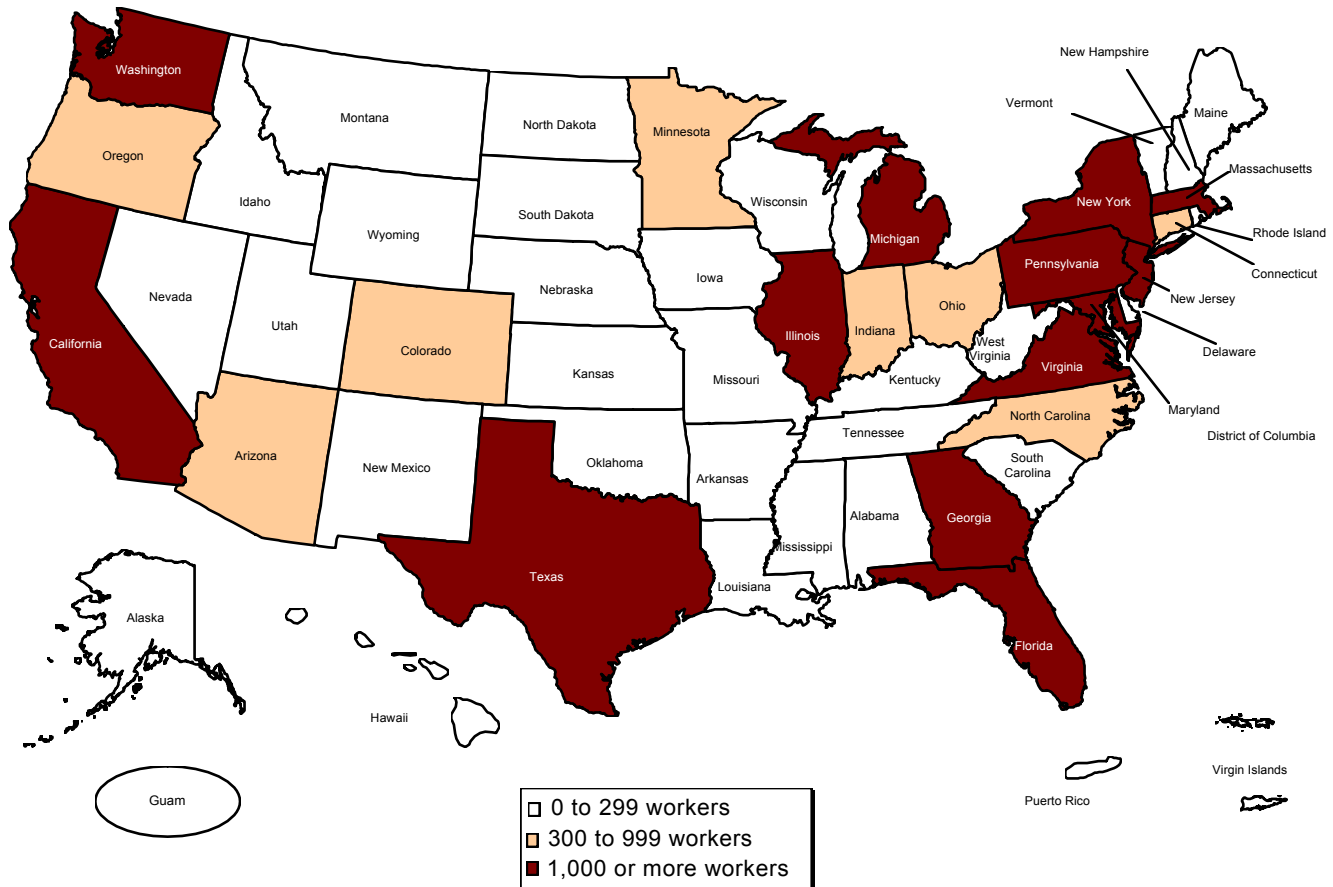 New Hampshire
Washington
Vermont
Maine
Montana
North Dakota
Minnesota
Oregon
Massachusetts
Idaho
South Dakota
Wisconsin
New York
Wyoming
Michigan
Rhode Island
Pennsylvania
Connecticut
Iowa
Nebraska
Nevada
New Jersey
Ohio
Utah
Illinois
Indiana
California
Colorado
West
Virginia
Delaware
Kansas
Missouri
Virginia
Kentucky
Maryland
North Carolina
Tennessee
District of Columbia
Arizona
New Mexico
Oklahoma
South
Carolina
Arkansas
Georgia
Alabama
Mississippi
Texas
Louisiana
Alaska
Florida
Hawaii
Virgin Islands
Guam
Puerto Rico
0 to 299 workers
300 to 999 workers
1,000 or more workers